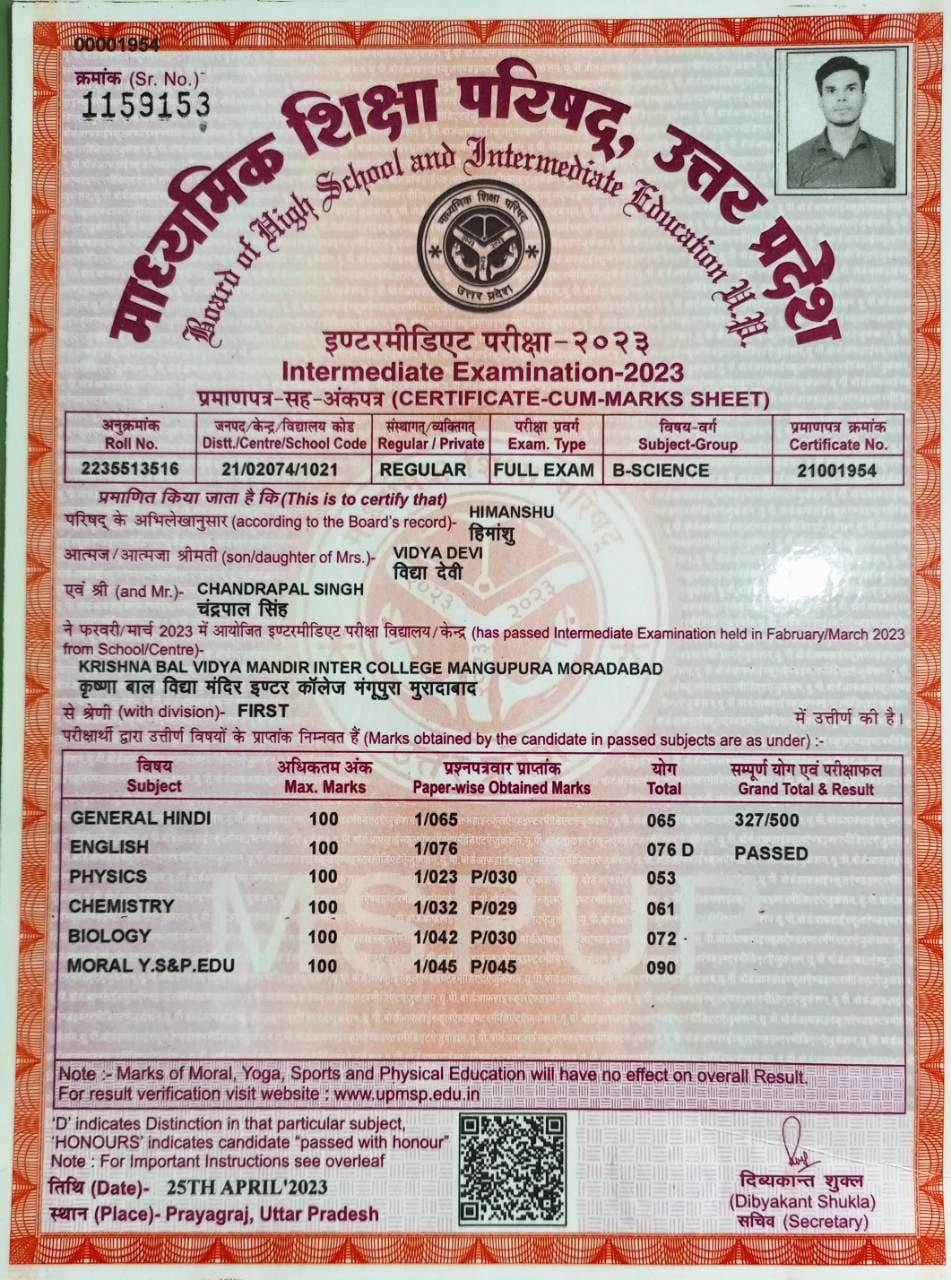 00001954
क्रमांक (Sr. No.)-
1159153
माध्यमिक शिक्षा परिषद्, उत्तर प्रदेश
Board of High School and Intermediate Education U.P.
माध्यमिक शिक्षा परिषद्
उत्तर प्रदेश
इण्टरमीडिएट परीक्षा-२०२३
Intermediate Examination-2023
प्रमाणपत्र-सह-अंकपत्र (CERTIFICATE-CUM-MARKS SHEET)
अनुक्रमांक जनपद/केन्द्र/विद्यालय कोड संस्थागत्/व्यक्तिगत् परीक्षा प्रवर्ग विषय-वर्ग प्रमाणपत्र क्रमांक
Roll No. Distt./Centre/School Code Regular / Private Exam. Type Subject-Group Certificate No.
2235513516 21/02074/1021 REGULAR FULL EXAM B-SCIENCE 21001954
प्रमाणित किया जाता है कि (This is to certify that)
परिषद् के अभिलेखानुसार (according to the Board's record)- HIMANSHU
हिमांशु
आत्मज/आत्मजा श्रीमती (son/daughter of Mrs.)- VIDYA DEVI
विद्या देवी
एवं श्री (and Mr.)- CHANDRAPAL SINGH
चंद्रपाल सिंह
ने फरवरी/मार्च 2023 में आयोजित इण्टरमीडिएट परीक्षा विद्यालय/केन्द्र (has passed Intermediate Examination held in Fabruary/March 2023
from School/Centre)-
KRISHNA BAL VIDYA MANDIR INTER COLLEGE MANGUPURA MORADABAD
कृष्णा बाल विद्या मंदिर इण्टर कॉलेज मंगूपुरा मुरादाबाद
से श्रेणी (with division)- FIRST में उत्तीर्ण की है।
परीक्षार्थी द्वारा उत्तीर्ण विषयों के प्राप्तांक निम्नवत हैं (Marks obtained by the candidate in passed subjects are as under) :-
विषय अधिकतम अंक प्रश्नपत्रवार प्राप्तांक योग सम्पूर्ण योग एवं परीक्षाफल
Subject Max. Marks Paper-wise Obtained Marks Total Grand Total & Result
GENERAL HINDI 100 1/065 065 327/500
ENGLISH 100 1/076 076 D PASSED
PHYSICS 100 1/023 P/030 053
CHEMISTRY 100 1/032 P/029 061
BIOLOGY 100 1/042 P/030 072
MORAL Y.S&P.EDU 100 1/045 P/045 090
MSPUP
Note :- Marks of Moral, Yoga, Sports and Physical Education will have no effect on overall Result.
For result verification visit website : www.upmsp.edu.in
'D' indicates Distinction in that particular subject,
'HONOURS' indicates candidate "passed with honour"
Note : For Important Instructions see overleaf
तिथि (Date)- 25TH APRIL'2023
स्थान (Place)- Prayagraj, Uttar Pradesh
दिब्यकान्त शुक्ल
(Dibyakant Shukla)
सचिव (Secretary)